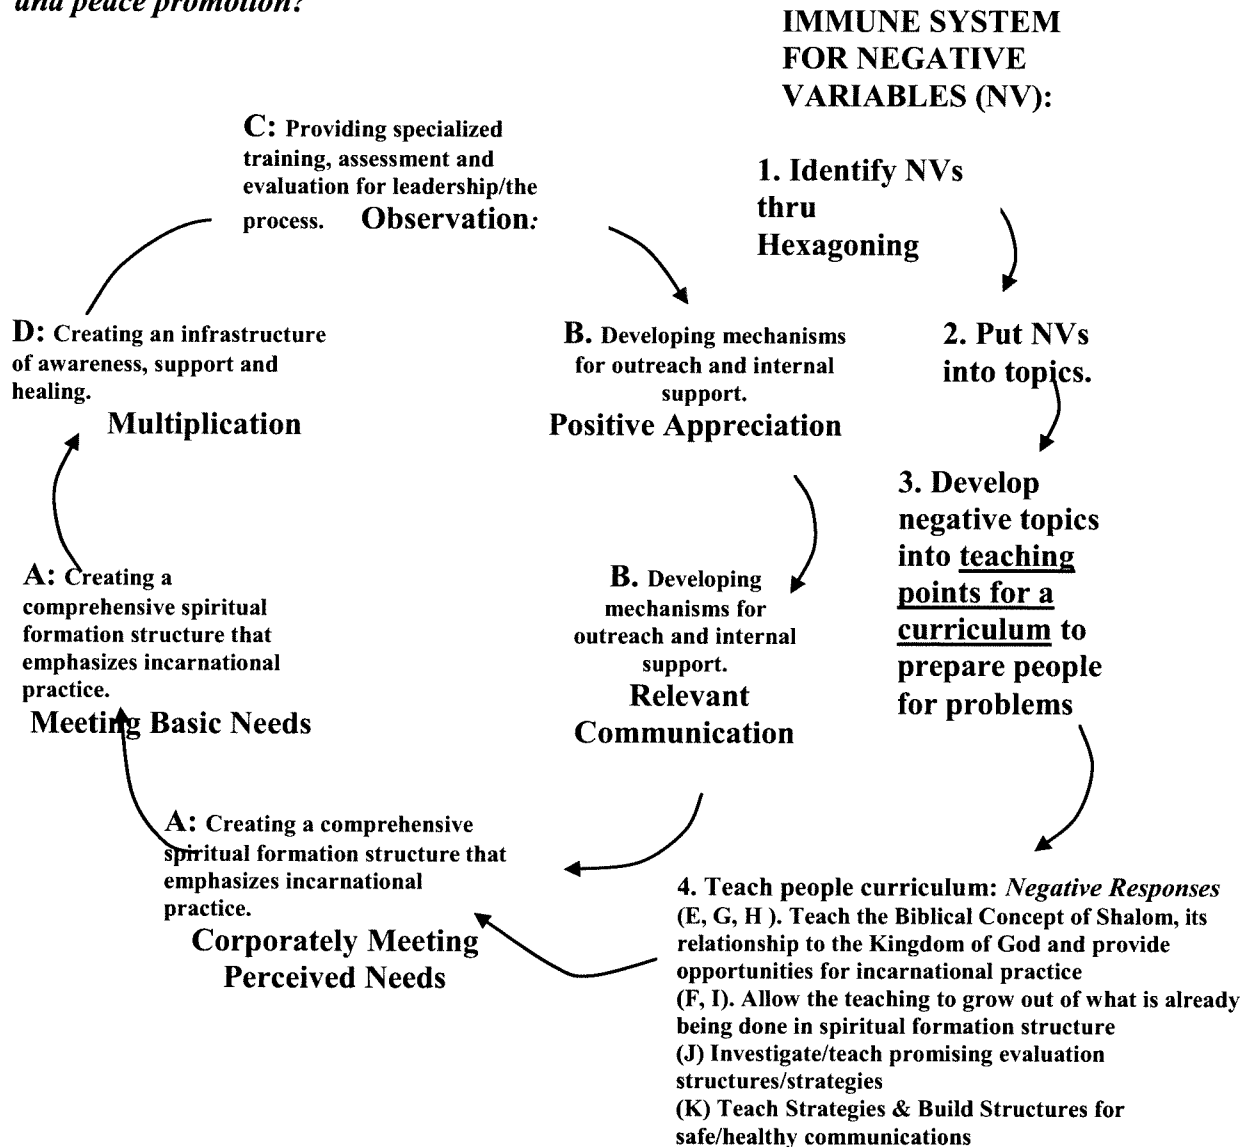 and peace promotion?
IMMUNE SYSTEM
FOR NEGATIVE
VARIABLES (NV):
C: Providing specialized
training, assessment and
evaluation for leadership/the
process. Observation:
1. Identify NVs
thru
Hexagoning
D: Creating an infrastructure
of awareness, support and
healing.
Multiplication
B. Developing mechanisms
for outreach and internal
support.
Positive Appreciation
2. Put NVs
into topics.
3. Develop
negative topics
into teaching
points for a
curriculum to
prepare people
for problems
A: Creating a
comprehensive spiritual
formation structure that
emphasizes incarnational
practice.
Meeting Basic Needs
B. Developing
mechanisms for
outreach and internal
support.
Relevant
Communication
A: Creating a comprehensive
spiritual formation structure that
emphasizes incarnational
practice.
Corporately Meeting
Perceived Needs
4. Teach people curriculum: Negative Responses
(E, G, H ). Teach the Biblical Concept of Shalom, its
relationship to the Kingdom of God and provide
opportunities for incarnational practice
(F, I). Allow the teaching to grow out of what is already
being done in spiritual formation structure
(J) Investigate/teach promising evaluation
structures/strategies
(K) Teach Strategies & Build Structures for
safe/healthy communications